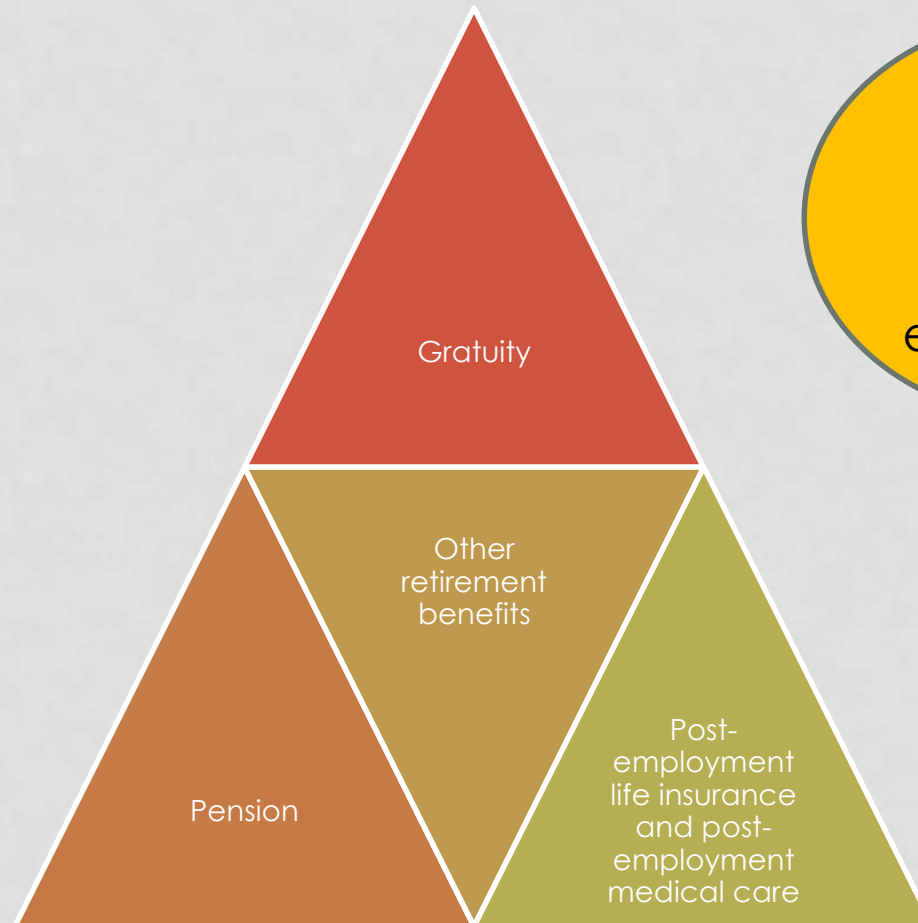 Gratuity
Other
retirement
benefits
Pension
Post-
employment
life insurance
and post-
employment
medical care